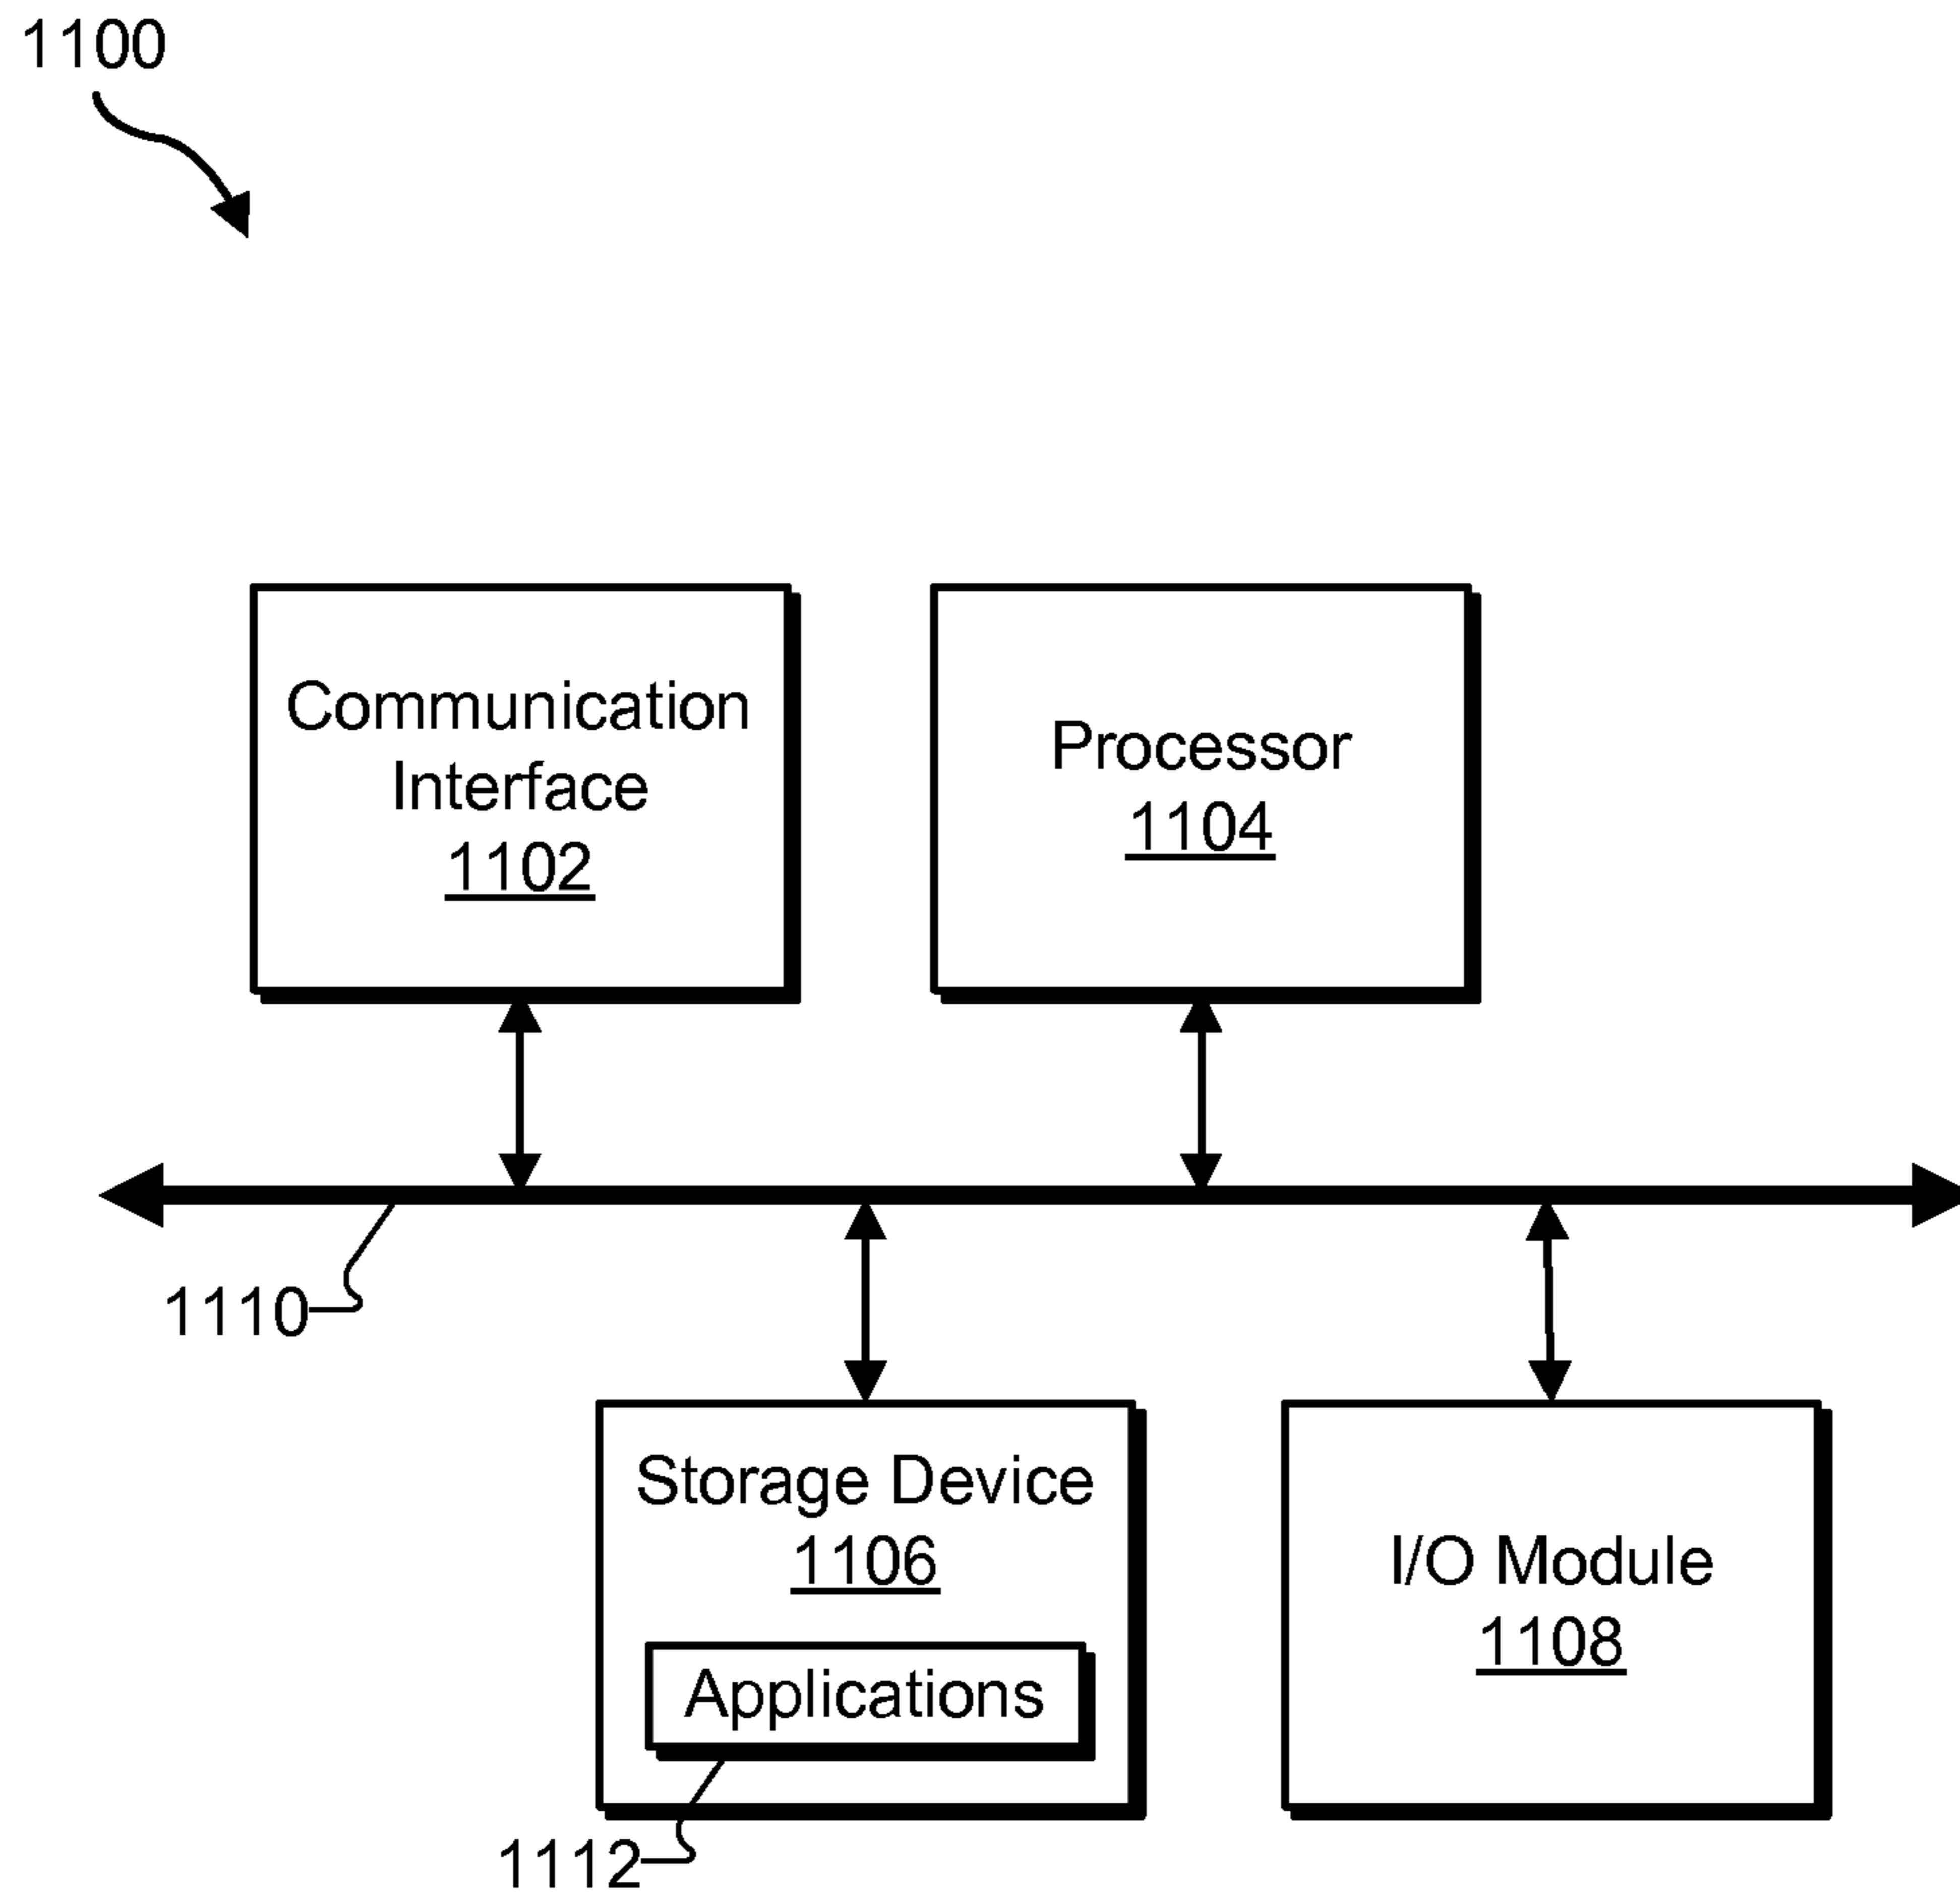 1100
Communication
Interface
1102
Processor
1104
1110
Storage Device
1106
Applications
1112
I/O Module
1108